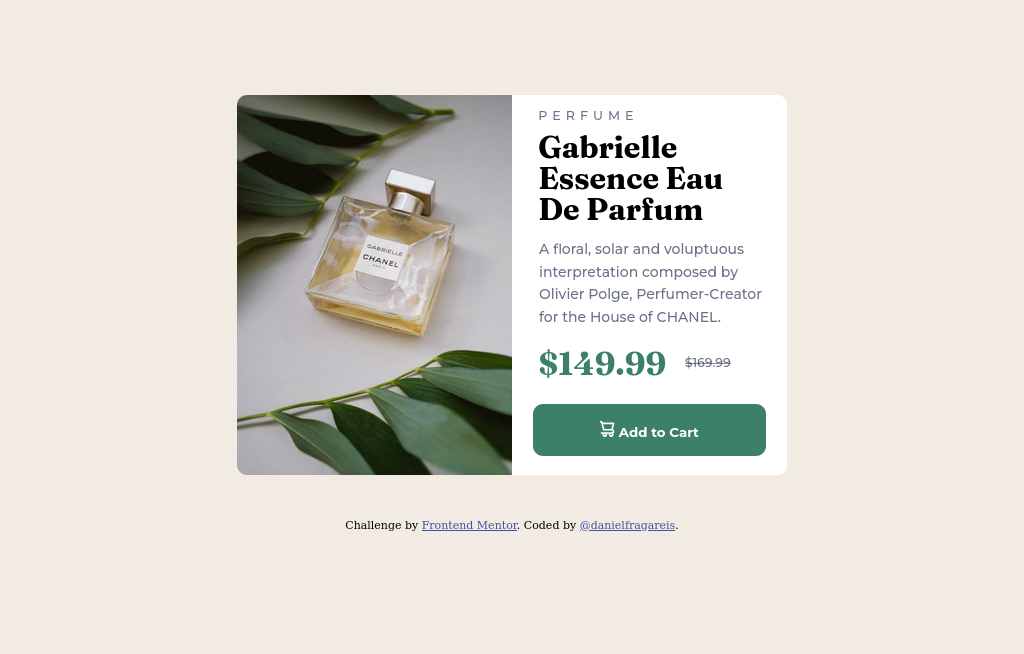 PERFUME
Gabrielle
Essence Eau
De Parfum
A floral, solar and voluptuous
interpretation composed by
Olivier Polge, Perfumer-Creator
for the House of CHANEL.
$149.99 $169.99
Add to Cart
GABRIELLE
CHANEL
PARIS
Challenge by Frontend Mentor. Coded by @danielfragareis.